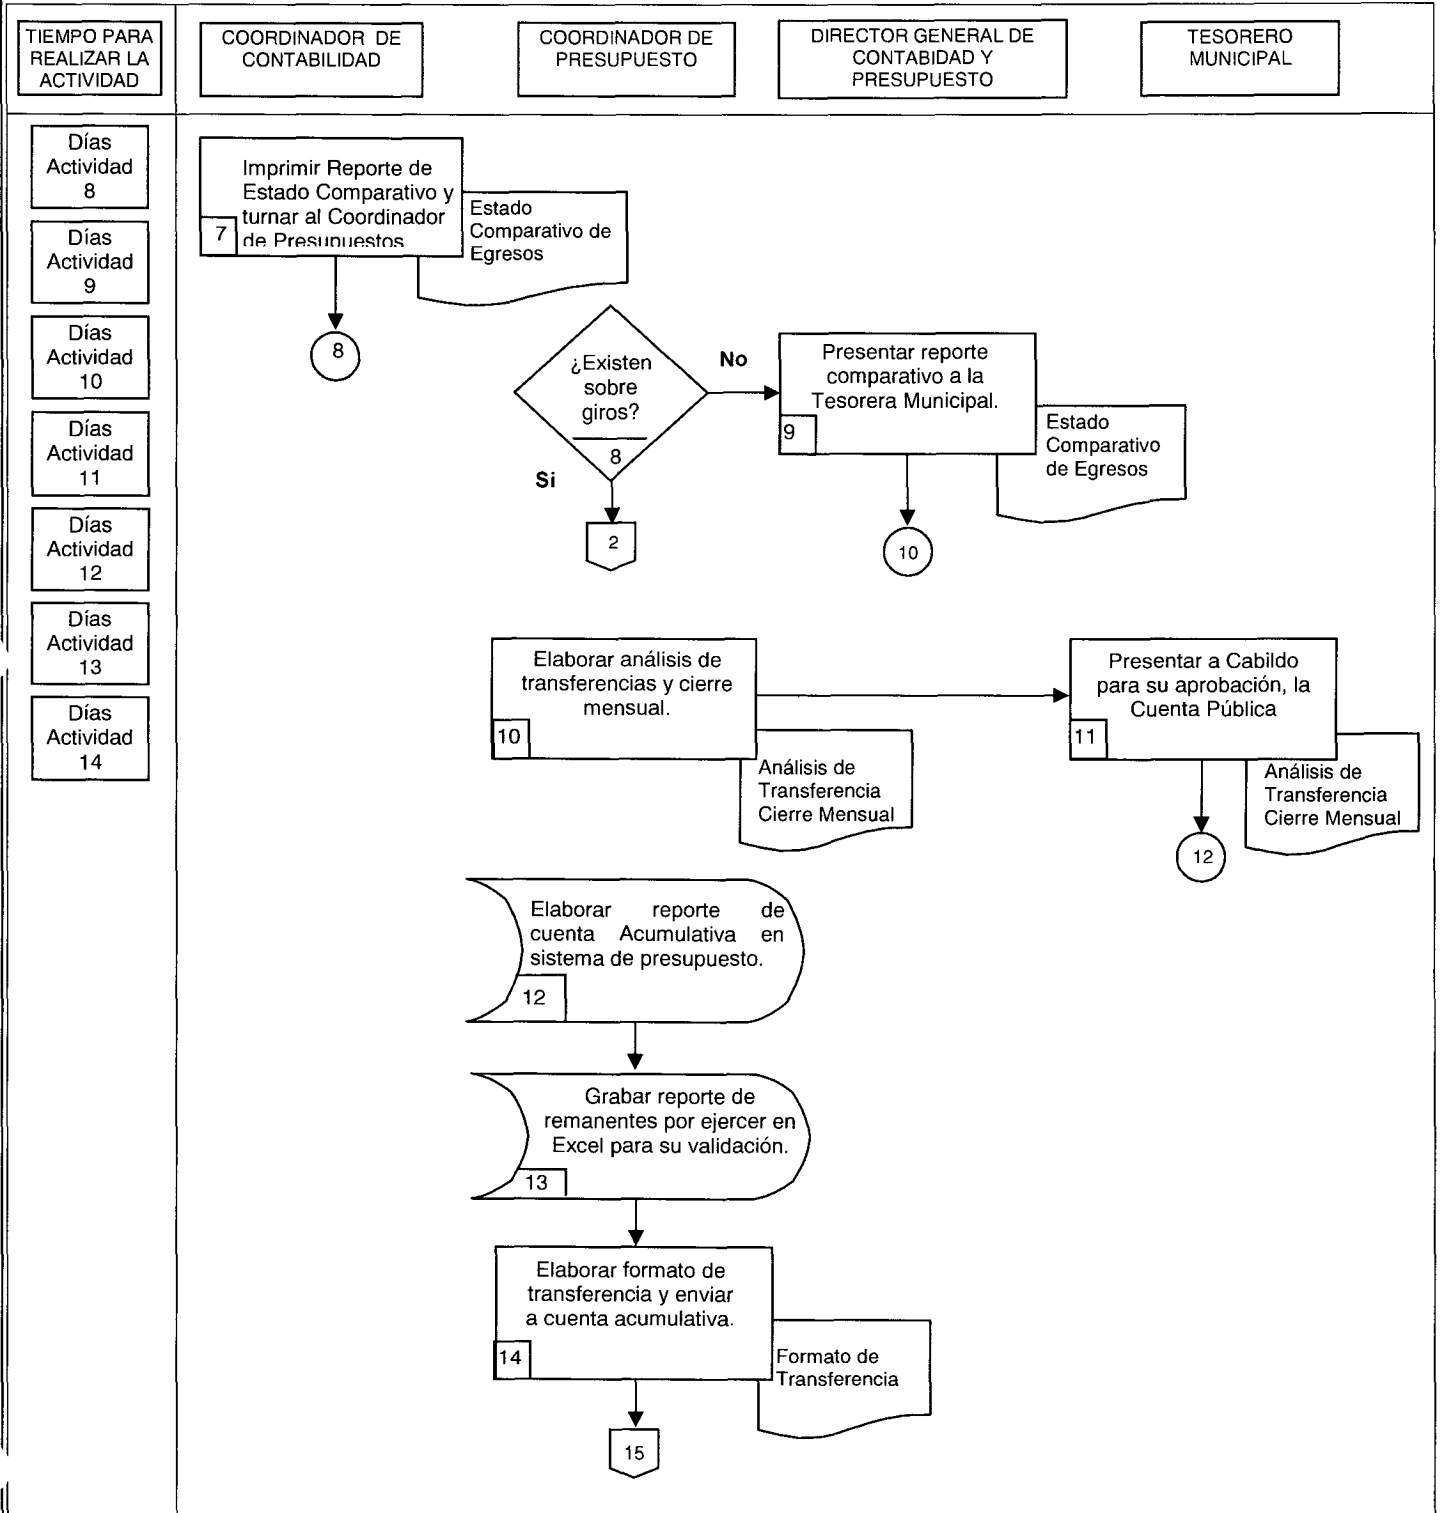 TIEMPO PARA
REALIZAR LA
ACTIVIDAD
COORDINADOR DE
CONTABILIDAD
COORDINADOR DE
PRESUPUESTO
DIRECTOR GENERAL DE
CONTABIDAD Y
PRESUPUESTO
TESORERO
MUNICIPAL
Días
Actividad
8
Días
Actividad
9
Días
Actividad
10
Días
Actividad
11
Días
Actividad
12
Días
Actividad
13
Días
Actividad
14
Imprimir Reporte de
Estado Comparativo y
turnar al Coordinador
de Presupuestos
7
Estado
Comparativo de
Egresos
8
¿Existen
sobre
giros?
8
No
Si
2
Presentar reporte
comparativo a la
Tesorera Municipal.
9
Estado
Comparativo
de Egresos
10
Elaborar análisis de
transferencias y cierre
mensual.
10
Análisis de
Transferencia
Cierre Mensual
Presentar a Cabildo
para su aprobación, la
Cuenta Pública
11
Análisis de
Transferencia
Cierre Mensual
12
Elaborar reporte de
cuenta Acumulativa en
sistema de presupuesto.
12
Grabar reporte de
remanentes por ejercer en
Excel para su validación.
13
Elaborar formato de
transferencia y enviar
a cuenta acumulativa.
14
Formato de
Transferencia
15